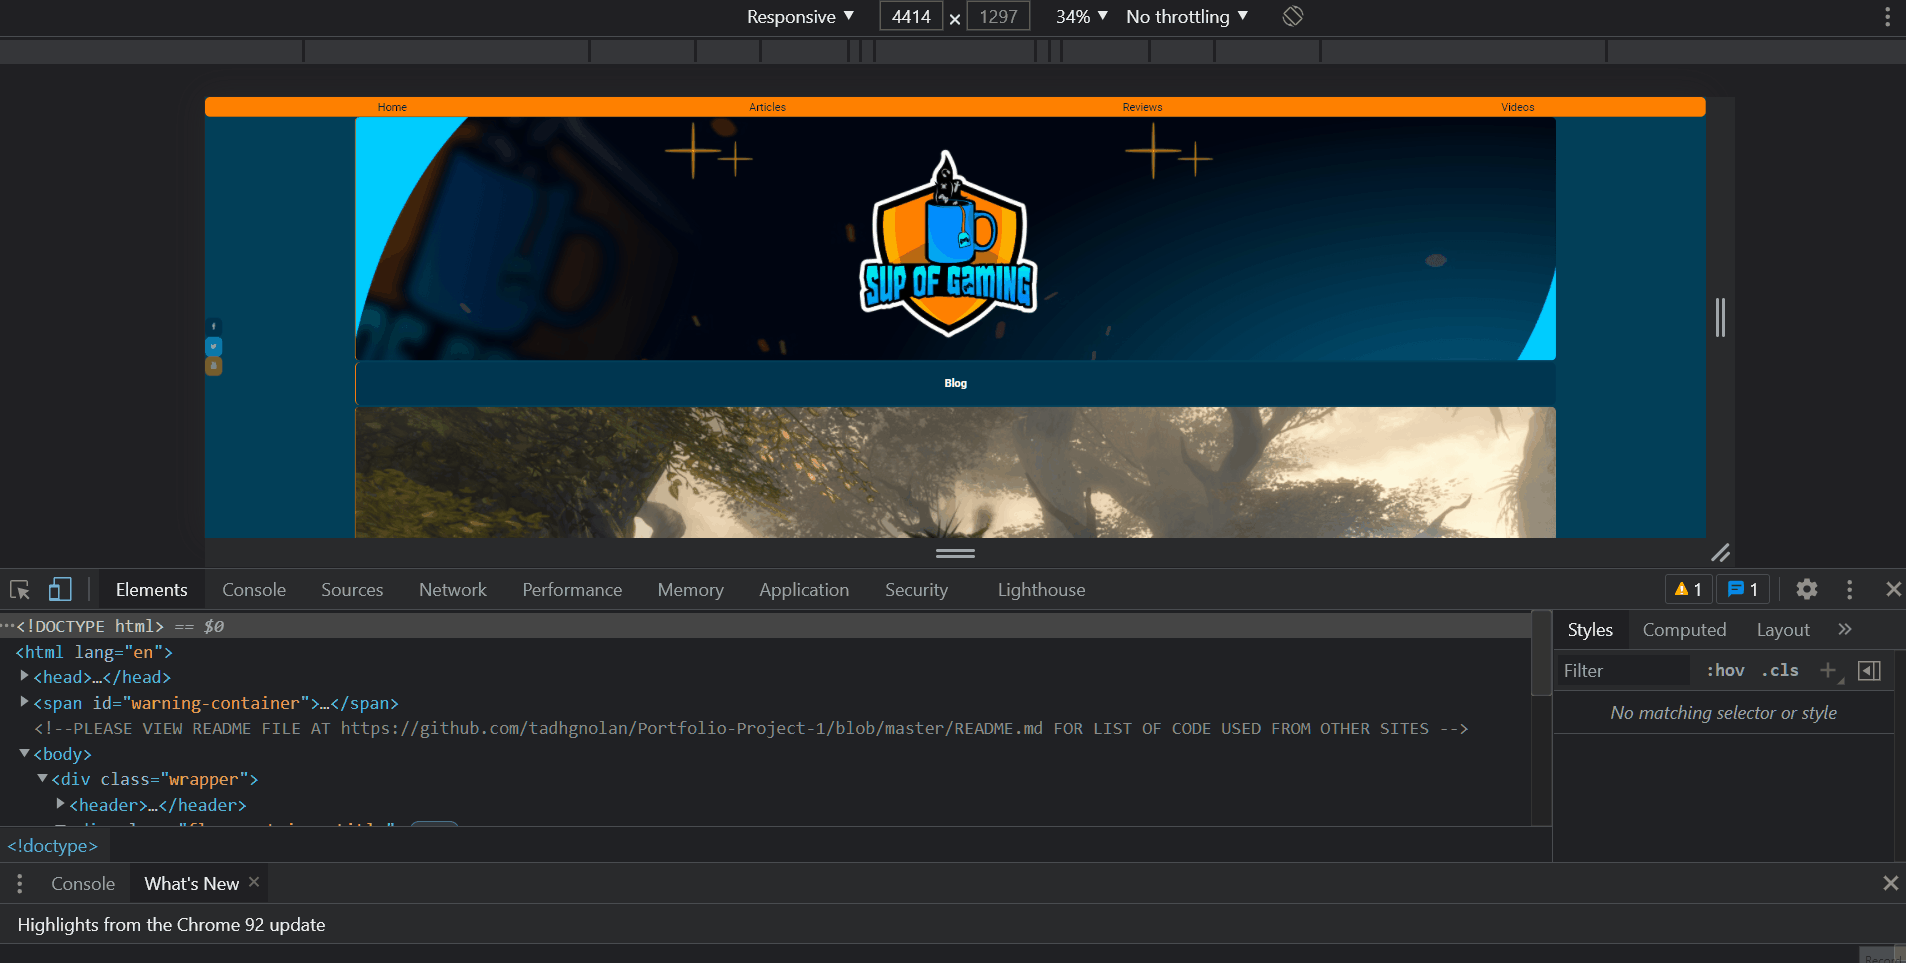 Responsive ▼ 4414 × 1297 34% ▼ No throttling ▼
Home Articles Reviews Videos
SUP OF GAMING
Blog
Elements Console Sources Network Performance Memory Application Security Lighthouse 1 1
<!DOCTYPE html> == $0
<html lang="en">
<head>…</head>
<span id="warning-container">…</span>
<!--PLEASE VIEW README FILE AT https://github.com/tadhgnolan/Portfolio-Project-1/blob/master/README.md FOR LIST OF CODE USED FROM OTHER SITES -->
<body>
<div class="wrapper">
<header>…</header>
<!doctype>
Styles Computed Layout »
Filter :hov .cls +
No matching selector or style
Console What's New ×
Highlights from the Chrome 92 update